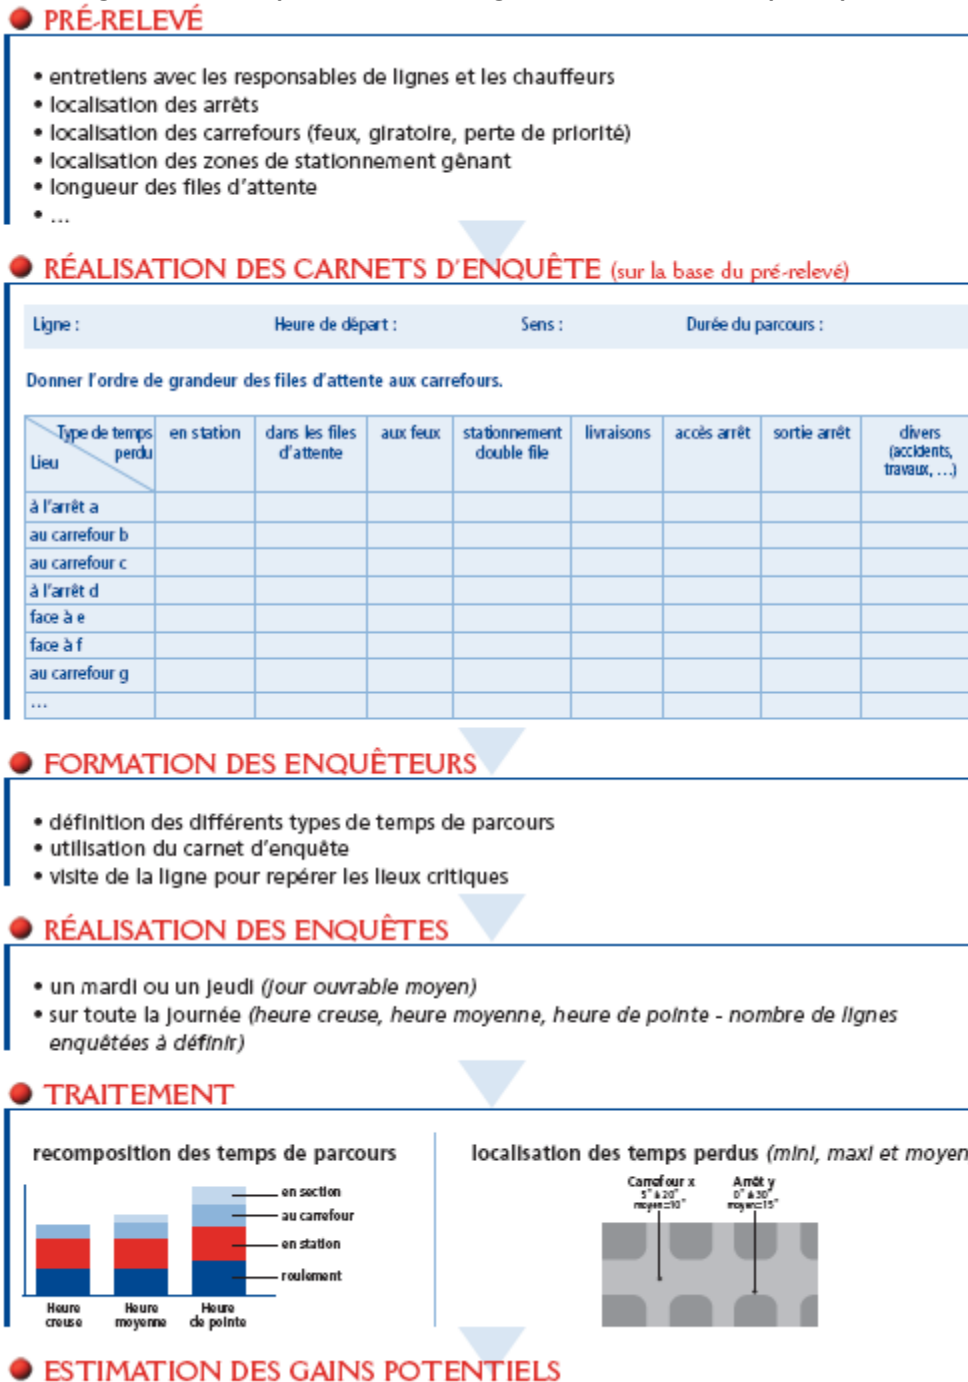 PRÉ-RELEVÉ
• entretiens avec les responsables de lignes et les chauffeurs
• localisation des arrêts
• localisation des carrefours (feux, giratoire, perte de priorité)
• localisation des zones de stationnement gênant
• longueur des files d'attente
• ...
RÉALISATION DES CARNETS D'ENQUÊTE (sur la base du pré-relevé)
Ligne : Heure de départ : Sens : Durée du parcours :
Donner l'ordre de grandeur des files d'attente aux carrefours.
Type de temps perdu
Lieu
en station
dans les files d'attente
aux feux
stationnement double file
livraisons
accès arrêt
sortie arrêt
divers (accidents, travaux, ...)
à l'arrêt a
au carrefour b
au carrefour c
à l'arrêt d
face à e
face à f
au carrefour g
...
FORMATION DES ENQUÊTEURS
• définition des différents types de temps de parcours
• utilisation du carnet d'enquête
• visite de la ligne pour repérer les lieux critiques
RÉALISATION DES ENQUÊTES
• un mardi ou un jeudi (jour ouvrable moyen)
• sur toute la journée (heure creuse, heure moyenne, heure de pointe - nombre de lignes
enquêtées à définir)
TRAITEMENT
recomposition des temps de parcours
en section
au carrefour
en station
roulement
Heure creuse
Heure moyenne
Heure de pointe
localisation des temps perdus (mini, maxi et moyen
Carrefour x
5" à 20"
moyen=10"
Arrêt y
0" à 30"
moyen=15"
ESTIMATION DES GAINS POTENTIELS